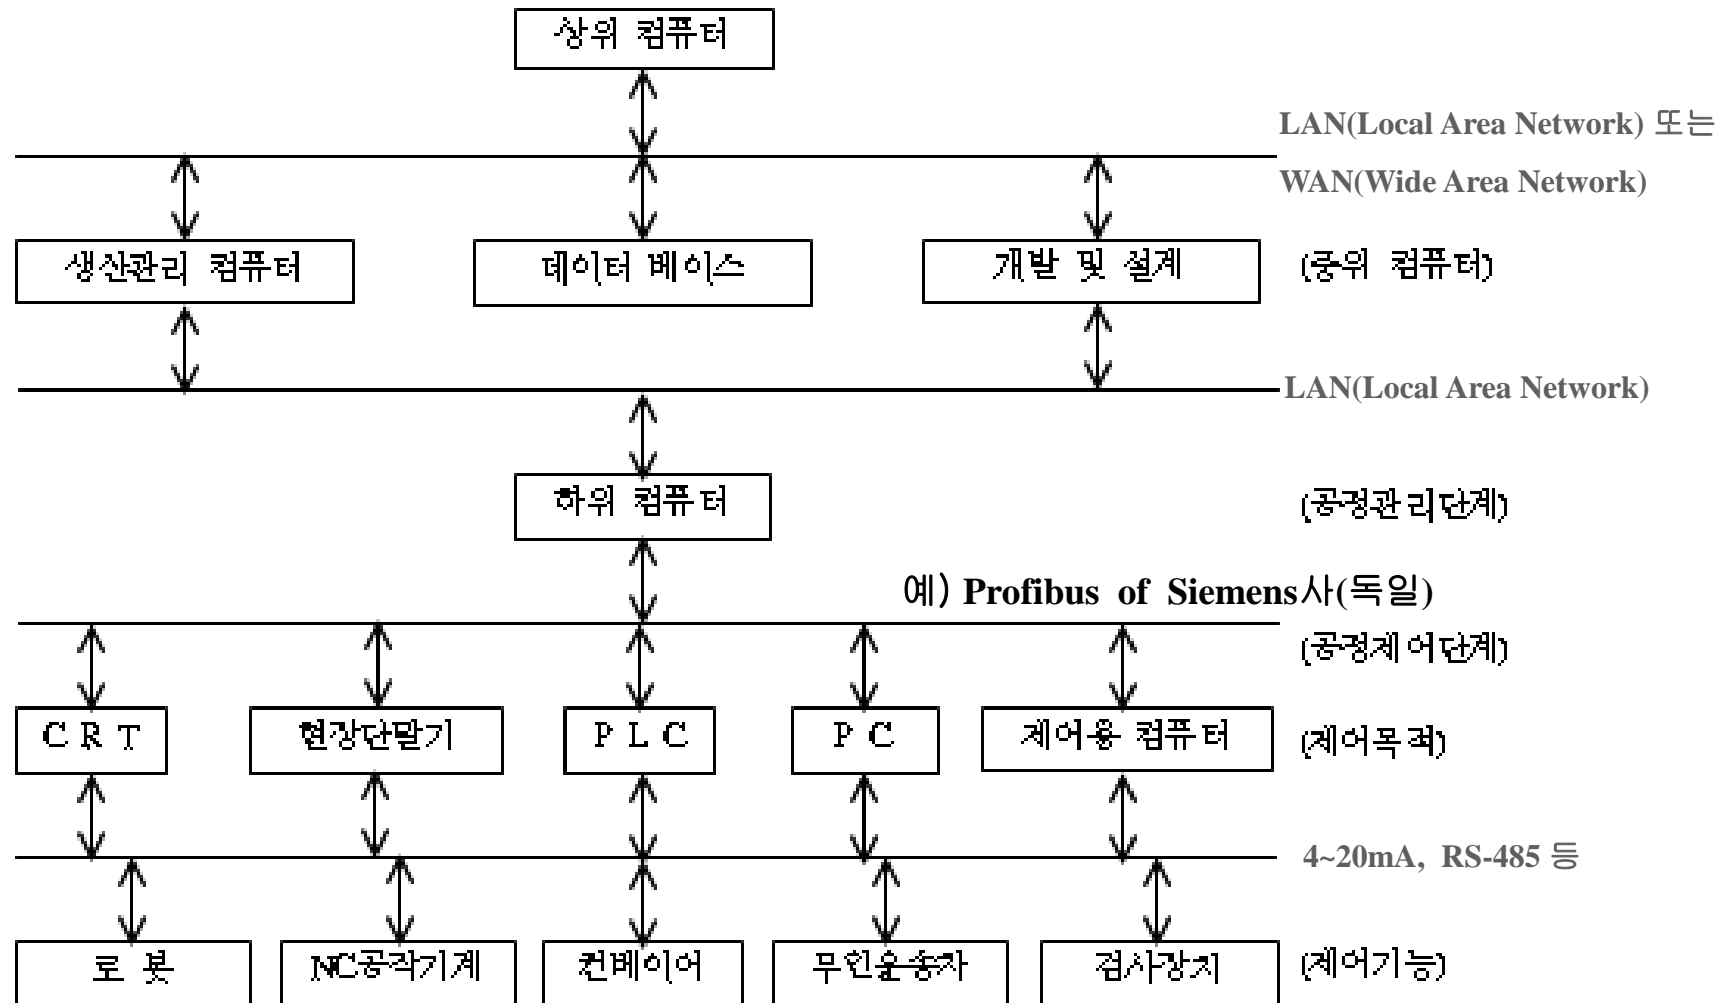 상위 컴퓨터
LAN(Local Area Network) 또는
WAN(Wide Area Network)
생산관리 컴퓨터 데이터 베이스 개발 및 설계 (중위 컴퓨터)
LAN(Local Area Network)
하위 컴퓨터 (공정관리단계)
예) Profibus of Siemens사(독일)
(공정제어단계)
C R T 현장단말기 P L C P C 제어용 컴퓨터 (제어목적)
4~20mA, RS-485 등
로 봇 NC공작기계 컨베이어 무인운송차 검사장치 (제어기능)